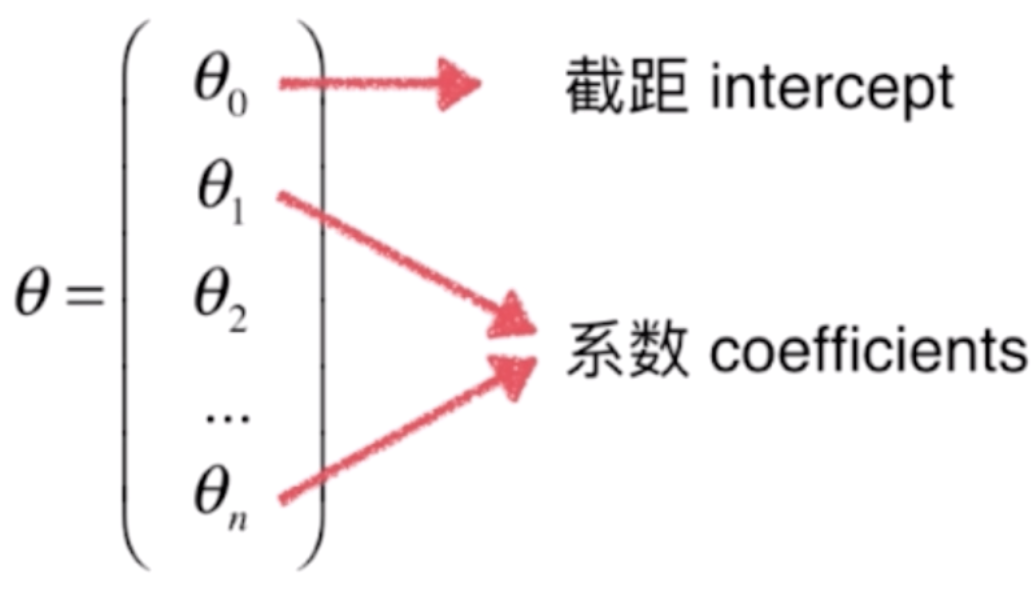 θ₀ 截距 intercept
θ₁
θ = θ₂
系数 coefficients
...
θₙ